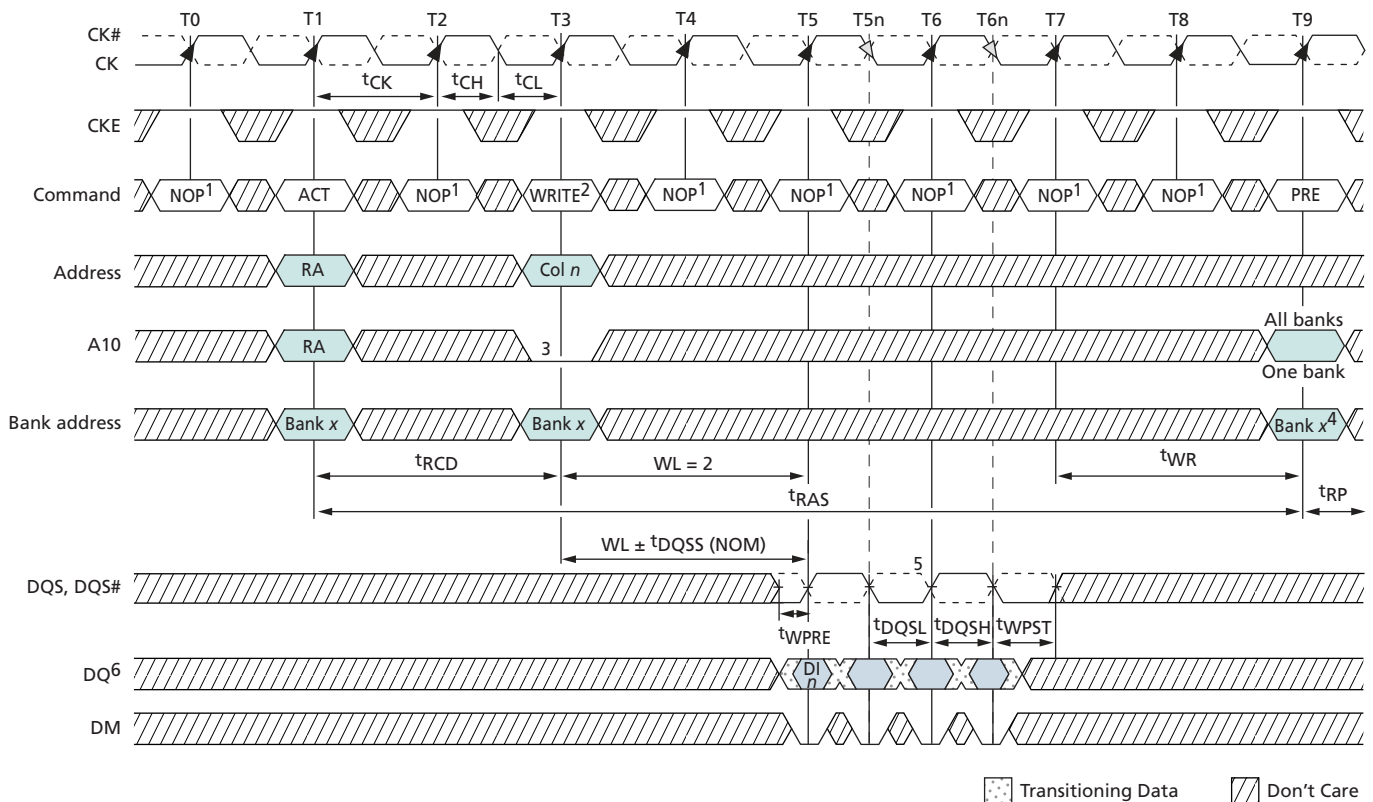 T0 T1 T2 T3 T4 T5 T5n T6 T6n T7 T8 T9
CK#
CK
tCK tCH tCL
CKE
Command NOP1 ACT NOP1 WRITE2 NOP1 NOP1 NOP1 NOP1 NOP1 PRE
Address RA Col n
All banks
A10 RA 3
One bank
Bank address Bank x Bank x Bank x4
tRCD WL = 2 tWR
tRAS tRP
WL ± tDQSS (NOM)
5
DQS, DQS#
tWPRE tDQSL tDQSH tWPST
DQ6 DI
n
DM
Transitioning Data Don't Care